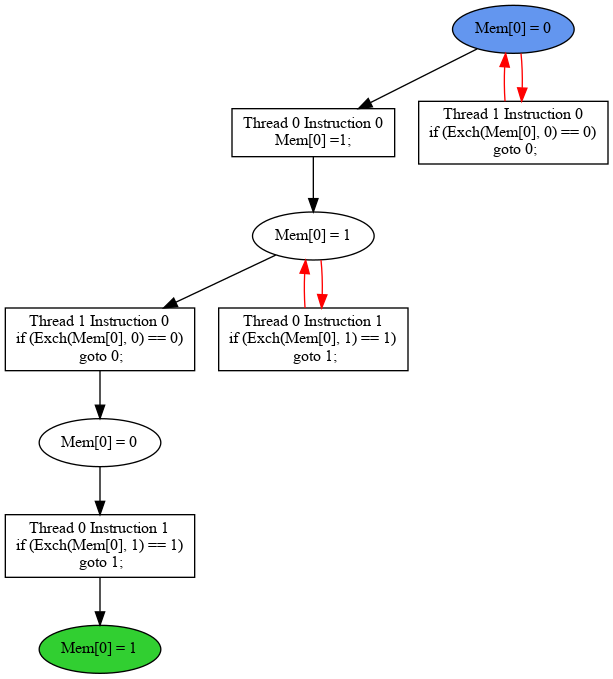 Mem[0] = 0
Thread 0 Instruction 0
Mem[0] =1;
Thread 1 Instruction 0
if (Exch(Mem[0], 0) == 0)
goto 0;
Mem[0] = 1
Thread 1 Instruction 0
if (Exch(Mem[0], 0) == 0)
goto 0;
Thread 0 Instruction 1
if (Exch(Mem[0], 1) == 1)
goto 1;
Mem[0] = 0
Thread 0 Instruction 1
if (Exch(Mem[0], 1) == 1)
goto 1;
Mem[0] = 1